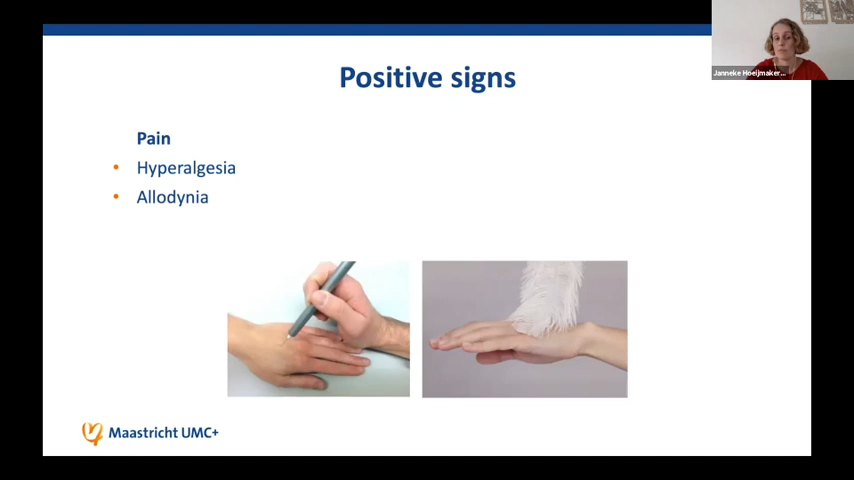 Positive signs
Janneke Hoeijmaker...
Pain
• Hyperalgesia
• Allodynia
Maastricht UMC+